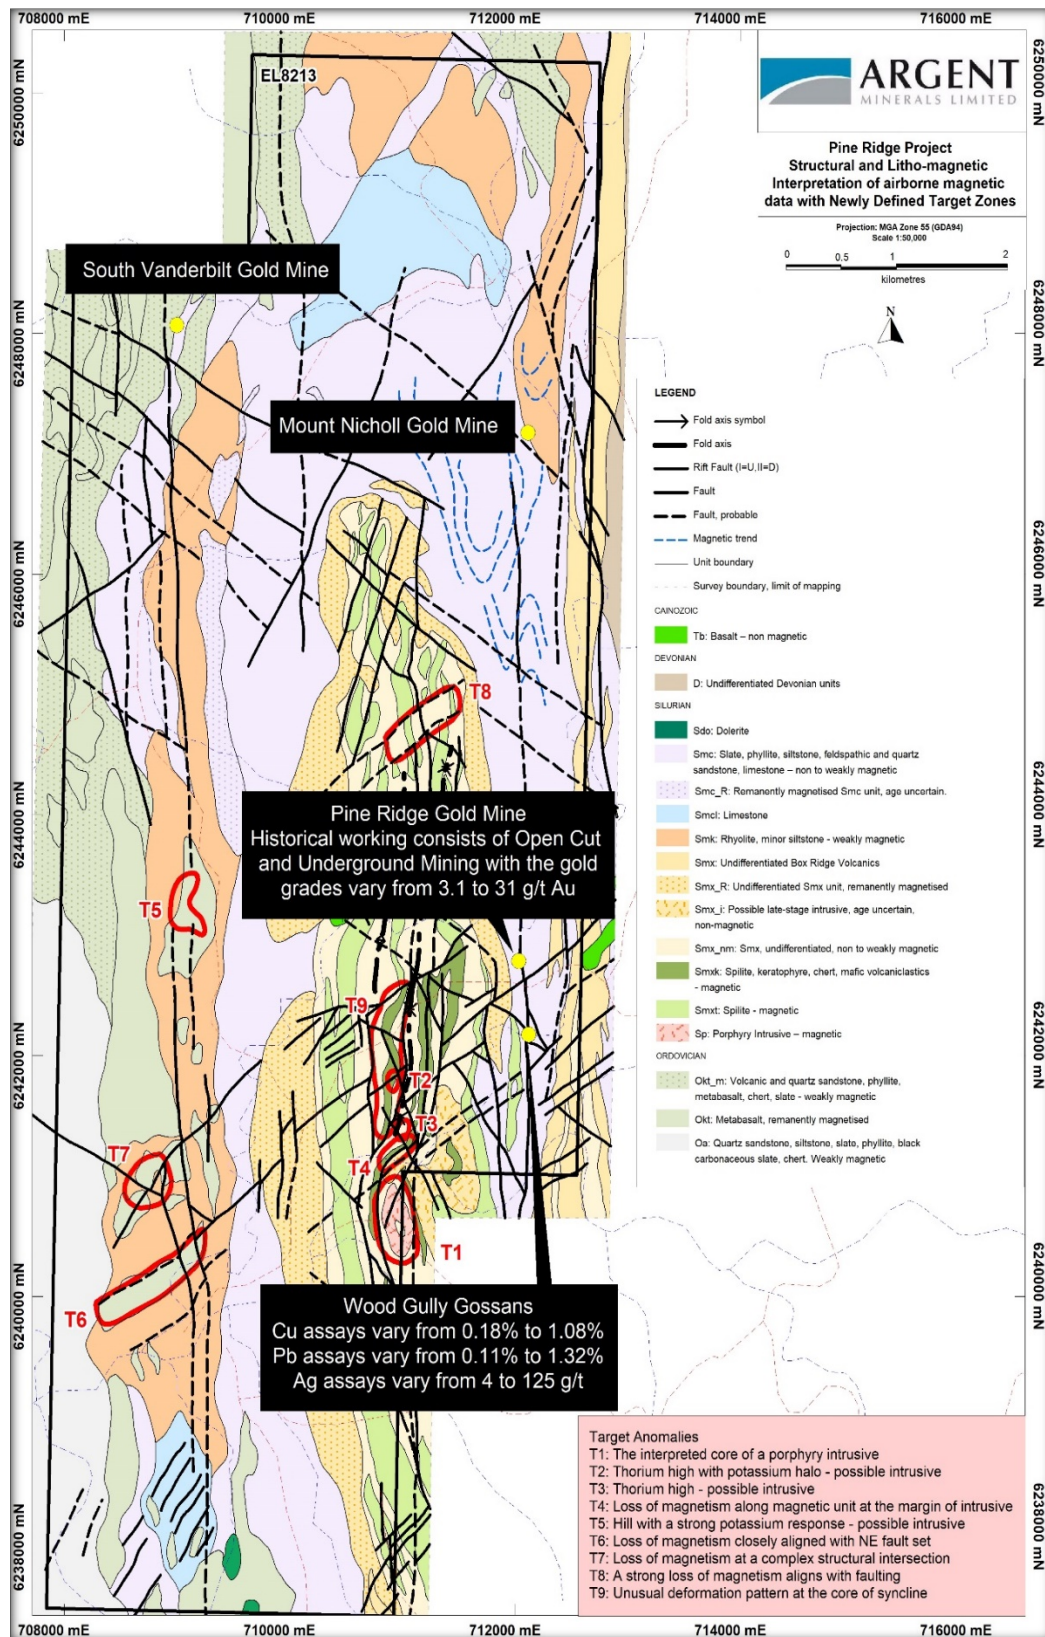 708000 mE
710000 mE
712000 mE
714000 mE
716000 mE
6250000 mN
6248000 mN
6246000 mN
6244000 mN
6242000 mN
6240000 mN
6238000 mN
EL8213
ARGENT
MINERALS LIMITED
Pine Ridge Project
Structural and Litho-magnetic
Interpretation of airborne magnetic
data with Newly Defined Target Zones
Projection: MGA Zone 55 (GDA94)
Scale 1:50,000
0 0.5 1 2
kilometres
N
South Vanderbilt Gold Mine
Mount Nicholl Gold Mine
T8
Pine Ridge Gold Mine
Historical working consists of Open Cut
and Underground Mining with the gold
grades vary from 3.1 to 31 g/t Au
T5
T9
T2
T3
T4
T7
T1
T6
Wood Gully Gossans
Cu assays vary from 0.18% to 1.08%
Pb assays vary from 0.11% to 1.32%
Ag assays vary from 4 to 125 g/t
LEGEND
Fold axis symbol
Fold axis
Rift Fault (I=U,II=D)
Fault
Fault, probable
Magnetic trend
Unit boundary
Survey boundary, limit of mapping
CAINOZOIC
Tb: Basalt – non magnetic
DEVONIAN
D: Undifferentiated Devonian units
SILURIAN
Sdo: Dolerite
Smc: Slate, phyllite, siltstone, feldspathic and quartz
sandstone, limestone – non to weakly magnetic
Smc_R: Remanently magnetised Smc unit, age uncertain.
Smcl: Limestone
Smk: Rhyolite, minor siltstone - weakly magnetic
Smx: Undifferentiated Box Ridge Volcanics
Smx_R: Undifferentiated Smx unit, remanently magnetised
Smx_i: Possible late-stage intrusive, age uncertain,
non-magnetic
Smx_nm: Smx, undifferentiated, non to weakly magnetic
Smxk: Spilite, keratophyre, chert, mafic volcaniclastics
- magnetic
Smxt: Spilite - magnetic
Sp: Porphyry Intrusive – magnetic
ORDOVICIAN
Okt_m: Volcanic and quartz sandstone, phyllite,
metabasalt, chert, slate - weakly magnetic
Okt: Metabasalt, remanently magnetised
Oa: Quartz sandstone, siltstone, slate, phyllite, black
carbonaceous slate, chert. Weakly magnetic
Target Anomalies
T1: The interpreted core of a porphyry intrusive
T2: Thorium high with potassium halo - possible intrusive
T3: Thorium high - possible intrusive
T4: Loss of magnetism along magnetic unit at the margin of intrusive
T5: Hill with a strong potassium response - possible intrusive
T6: Loss of magnetism closely aligned with NE fault set
T7: Loss of magnetism at a complex structural intersection
T8: A strong loss of magnetism aligns with faulting
T9: Unusual deformation pattern at the core of syncline
6250000 mN
6248000 mN
6246000 mN
6244000 mN
6242000 mN
6240000 mN
6238000 mN
708000 mE
710000 mE
712000 mE
714000 mE
716000 mE